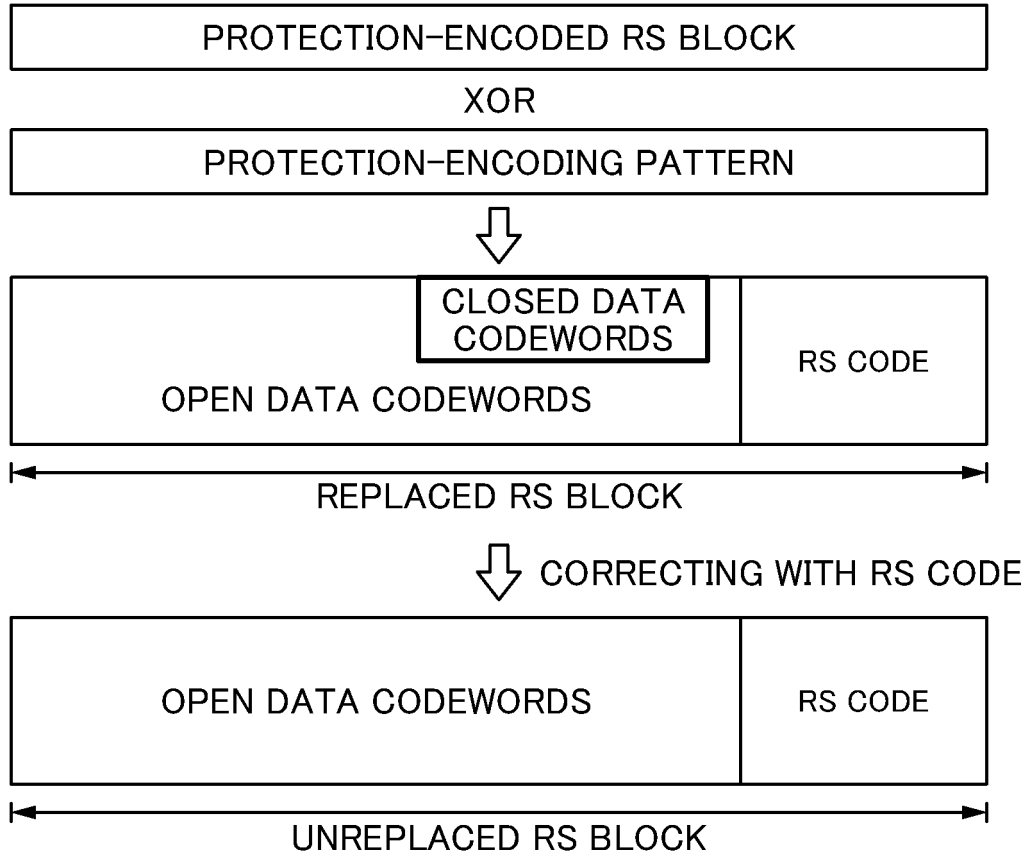 PROTECTION-ENCODED RS BLOCK
XOR
PROTECTION-ENCODING PATTERN
CLOSED DATA
CODEWORDS
RS CODE
OPEN DATA CODEWORDS
REPLACED RS BLOCK
CORRECTING WITH RS CODE
OPEN DATA CODEWORDS
RS CODE
UNREPLACED RS BLOCK